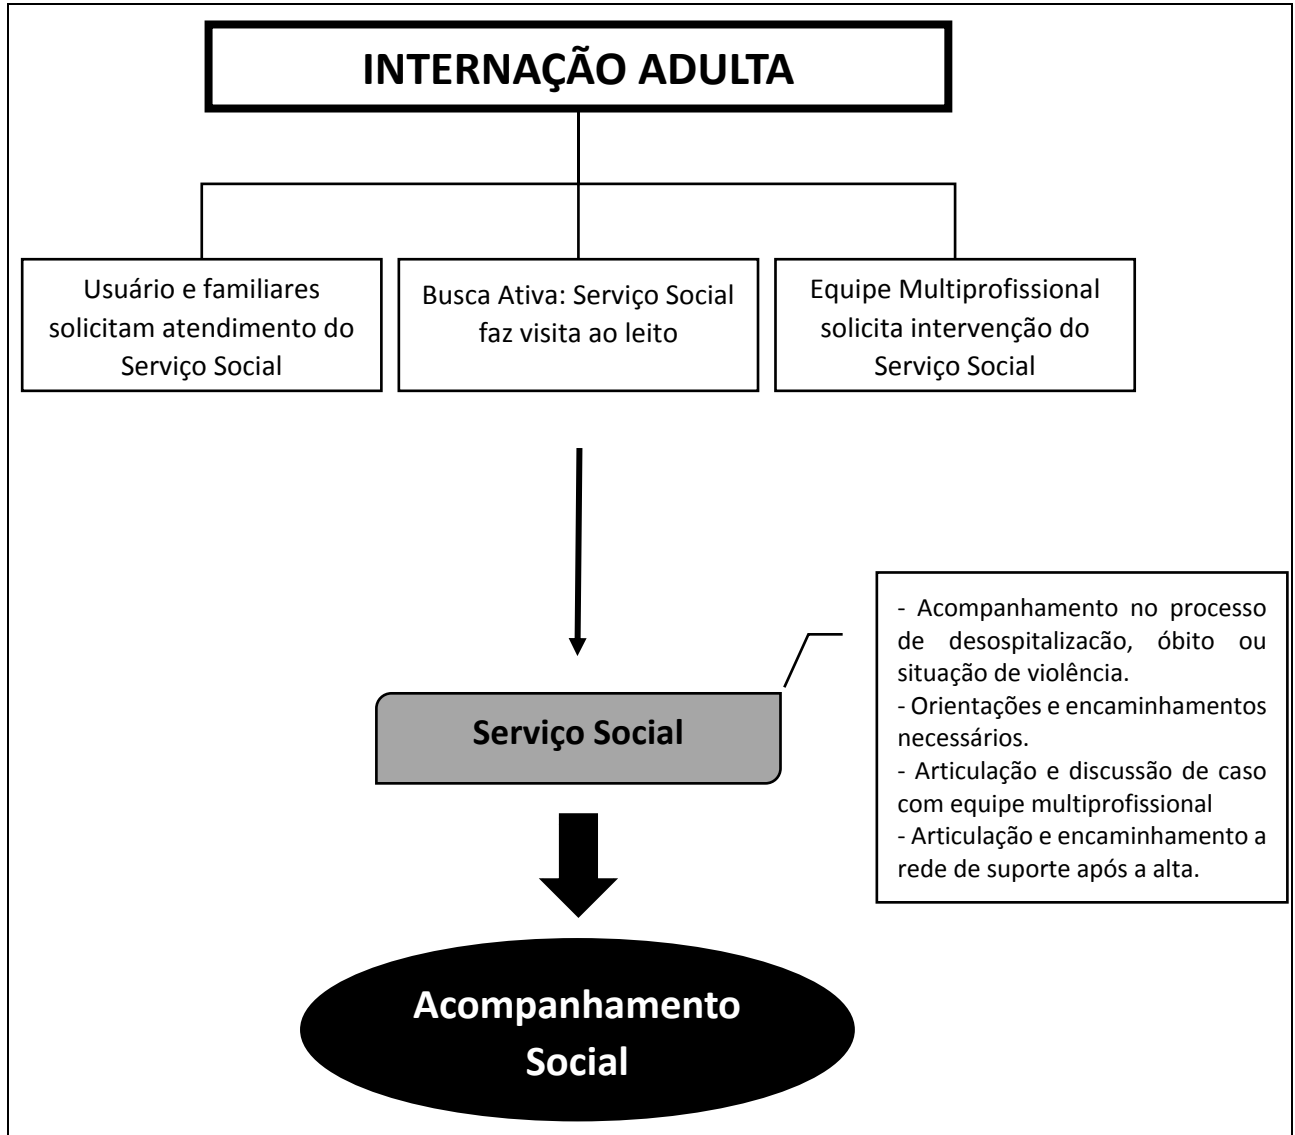 INTERNAÇÃO ADULTA
Usuário e familiares
solicitam atendimento do
Serviço Social
Busca Ativa: Serviço Social
faz visita ao leito
Equipe Multiprofissional
solicita intervenção do
Serviço Social
- Acompanhamento no processo
de desospitalizacão, óbito ou
situação de violência.
- Orientações e encaminhamentos
necessários.
- Articulação e discussão de caso
com equipe multiprofissional
- Articulação e encaminhamento a
rede de suporte após a alta.
Serviço Social
Acompanhamento
Social